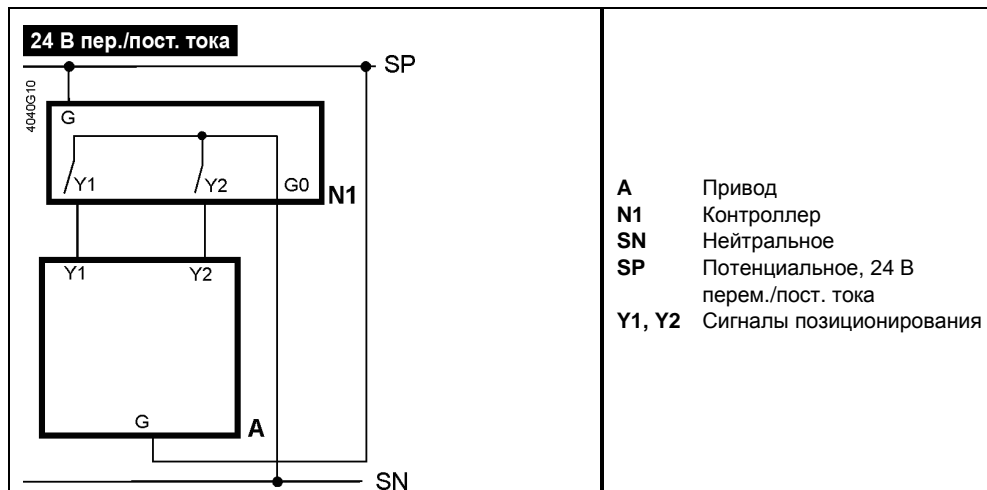 24 В пер./пост. тока
SP
4040G10
G
Y1
Y2
G0
N1
Y1
Y2
G
A
SN
A Привод
N1 Контроллер
SN Нейтральное
SP Потенциальное, 24 В
перем./пост. тока
Y1, Y2 Сигналы позиционирования